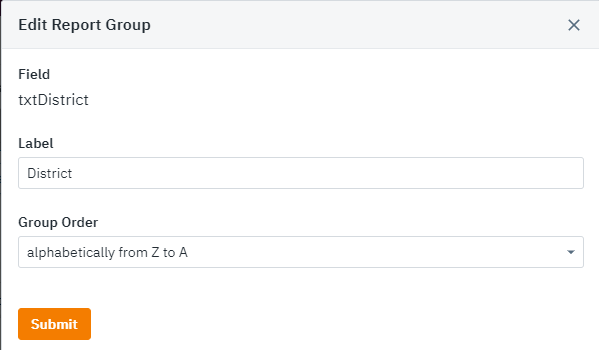 Edit Report Group
Field
txtDistrict
Label
District
Group Order
alphabetically from Z to A
Submit